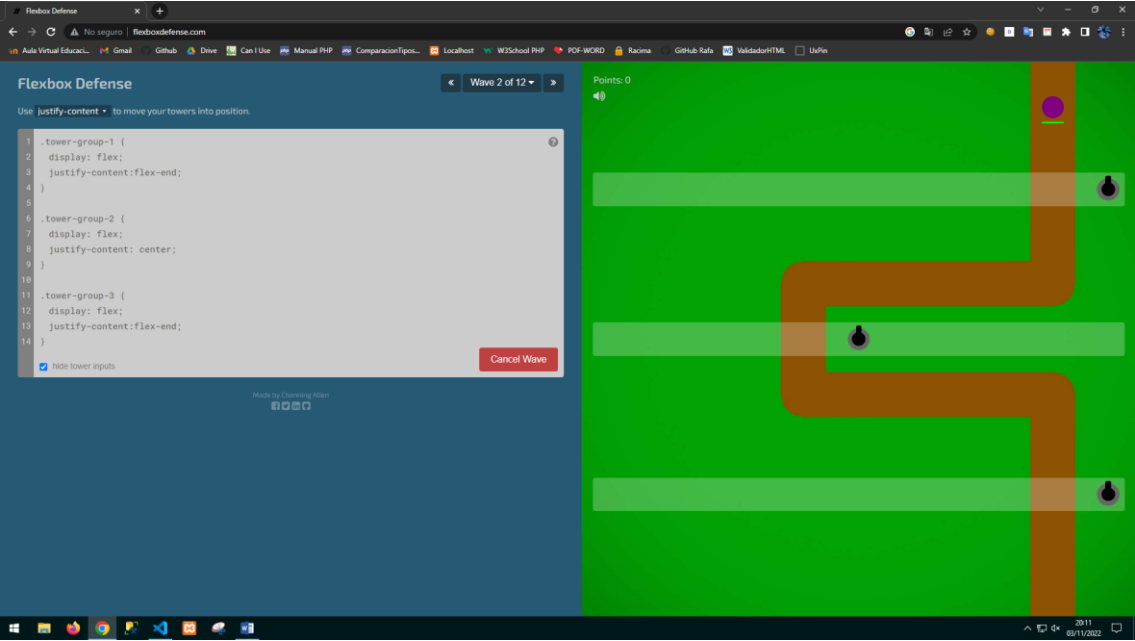 Flexbox Defense
No seguro | flexboxdefense.com
Aula Virtual Educaci... Gmail Github Drive Can I Use Manual PHP ComparacionTipos... Localhost W3School PHP PDF-WORD Racima GitHub Rafa ValidadorHTML UxPin
Flexbox Defense
« Wave 2 of 12 »
Use justify-content to move your towers into position.
1 .tower-group-1 {
2 display: flex;
3 justify-content:flex-end;
4 }
5
6 .tower-group-2 {
7 display: flex;
8 justify-content: center;
9 }
10
11 .tower-group-3 {
12 display: flex;
13 justify-content:flex-end;
14 }
hide tower inputs
Cancel Wave
Made by Channing Allen
Points: 0
20:11
03/11/2022